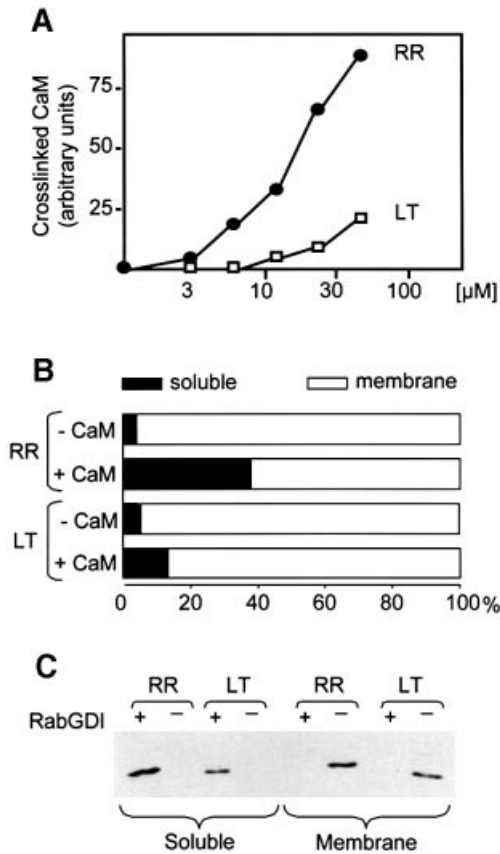 A
Crosslinked CaM
(arbitrary units)
75
50
25
RR
LT
3 10 30 100 [µM]
B
soluble membrane
RR
- CaM
+ CaM
LT
- CaM
+ CaM
0 20 40 60 80 100 %
C
RR LT RR LT
RabGDI + − + − + − + −
Soluble Membrane